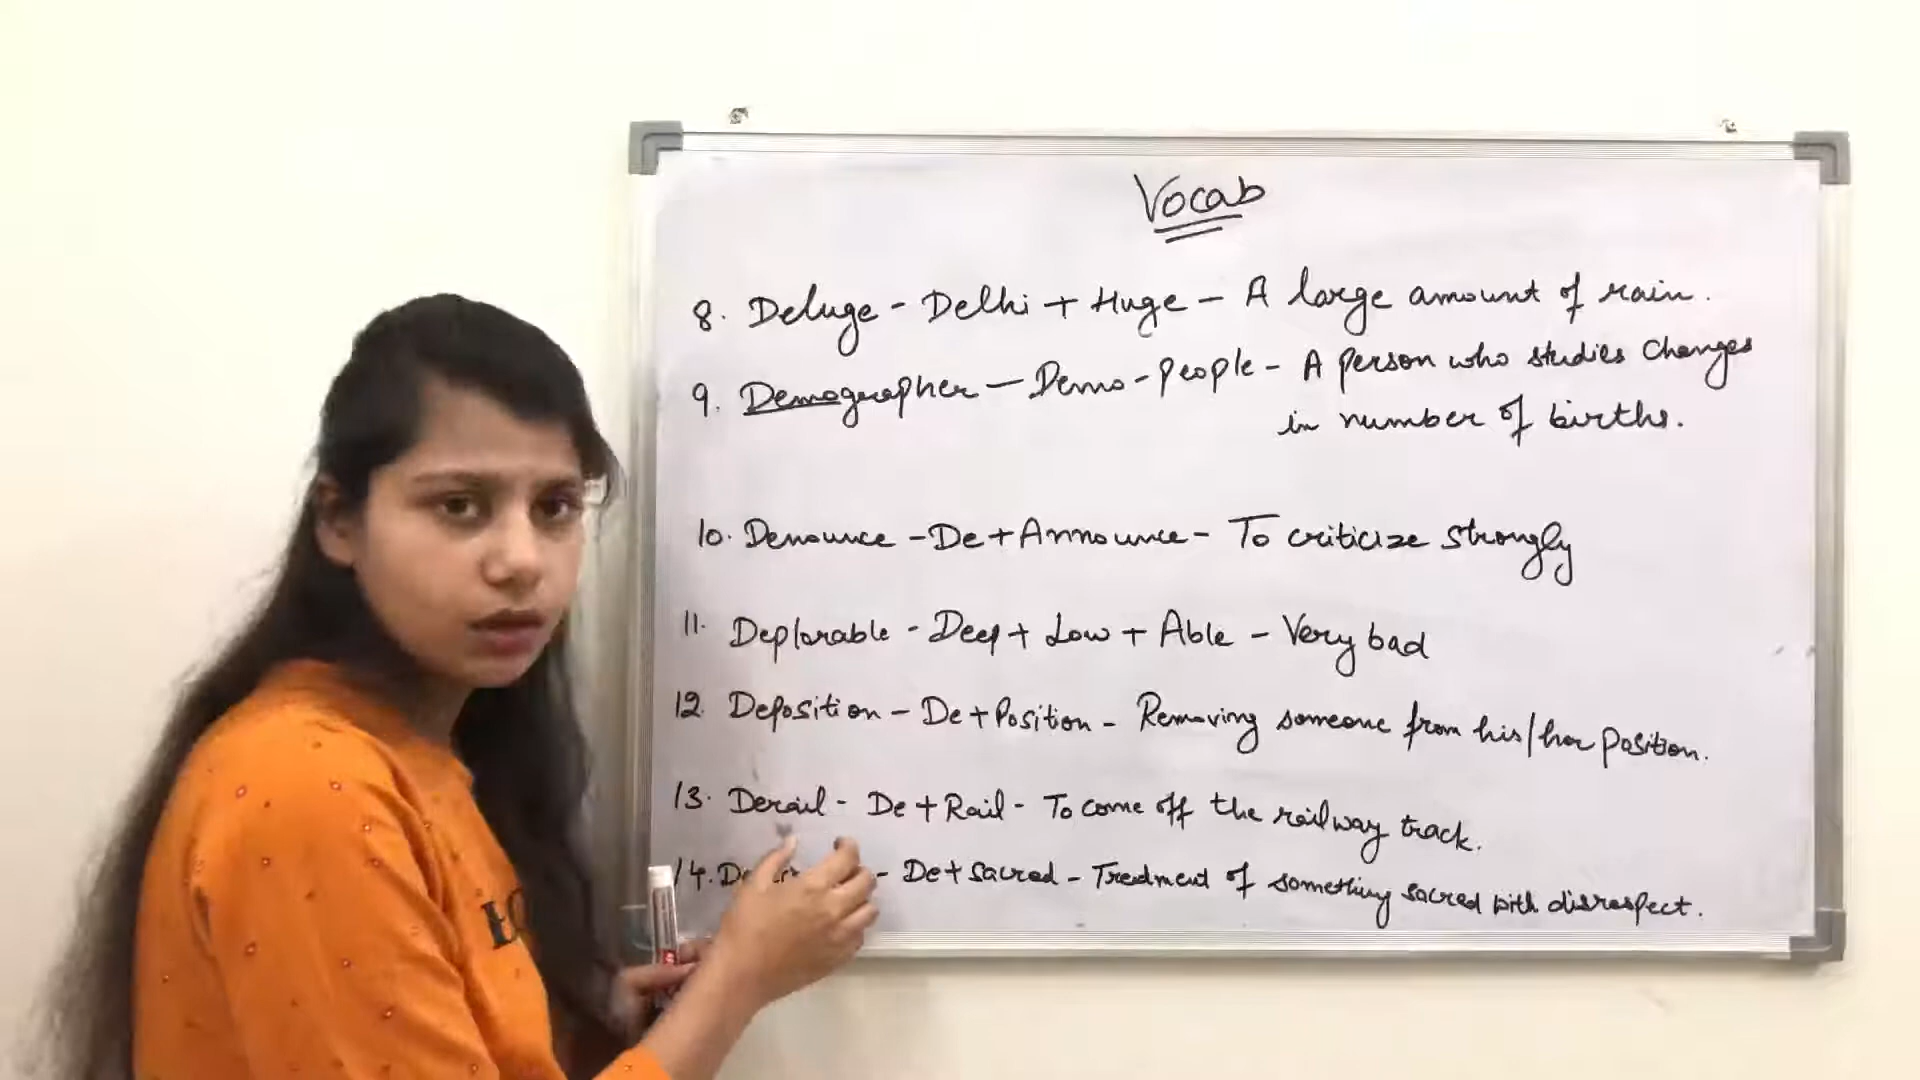 Vocab
8. Deluge - Delhi + Huge - A large amount of rain.
9. Demographer - Demo - People - A person who studies changes
in number of births.
10. Denounce - De + Announce - To criticize strongly
11. Deplorable - Deep + Low + Able - Very bad
12. Deposition - De + Position - Removing someone from his/her position.
13. Derail - De + Rail - To come off the railway track.
14. - De + sacred - Treatment of something sacred with disrespect.